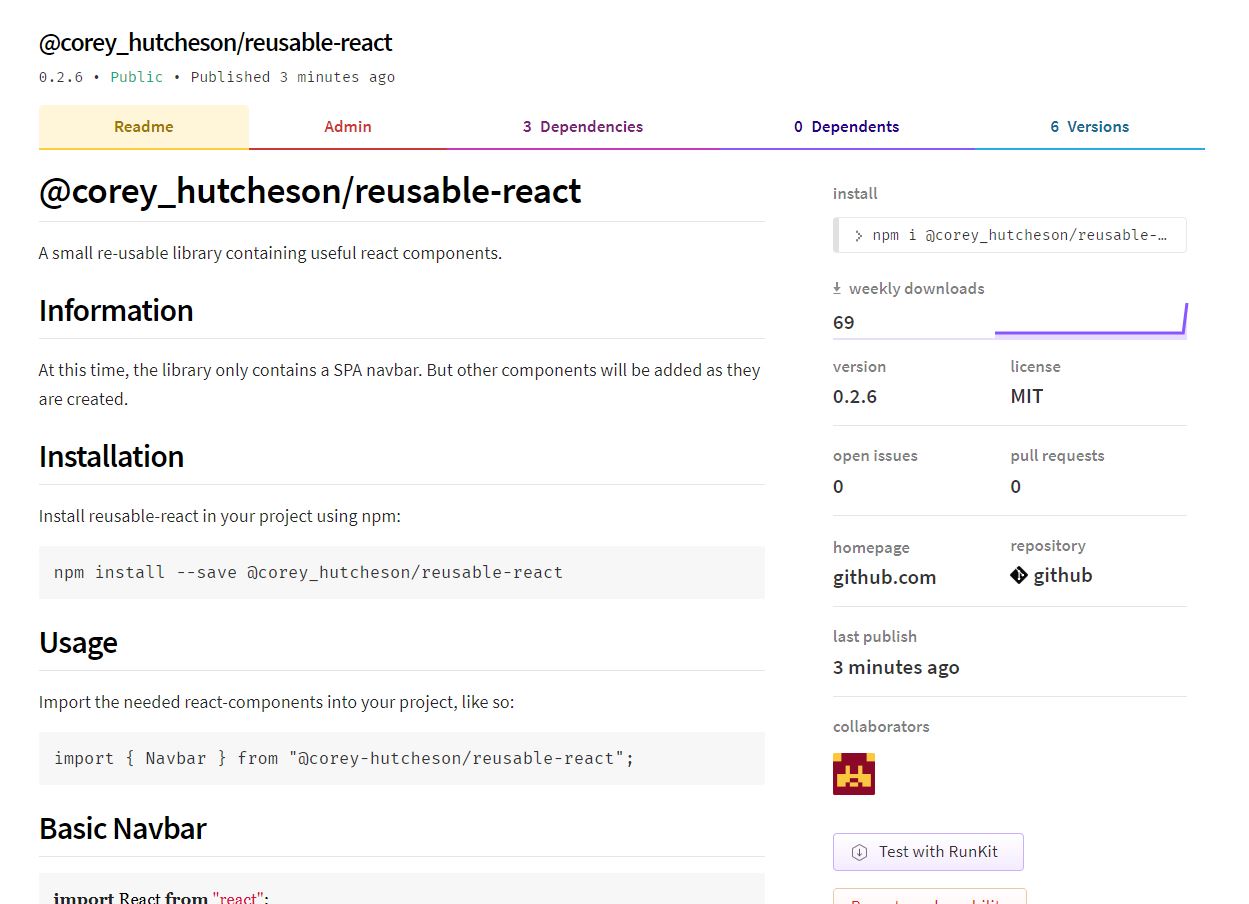 @corey_hutcheson/reusable-react
0.2.6 • Public • Published 3 minutes ago
Readme
Admin
3 Dependencies
0 Dependents
6 Versions
@corey_hutcheson/reusable-react
A small re-usable library containing useful react components.
Information
At this time, the library only contains a SPA navbar. But other components will be added as they
are created.
Installation
Install reusable-react in your project using npm:
npm install --save @corey_hutcheson/reusable-react
Usage
Import the needed react-components into your project, like so:
import { Navbar } from "@corey-hutcheson/reusable-react";
Basic Navbar
import React from "react";
install
> npm i @corey_hutcheson/reusable-…
weekly downloads
69
version
0.2.6
license
MIT
open issues
0
pull requests
0
homepage
github.com
repository
github
last publish
3 minutes ago
collaborators
Test with RunKit